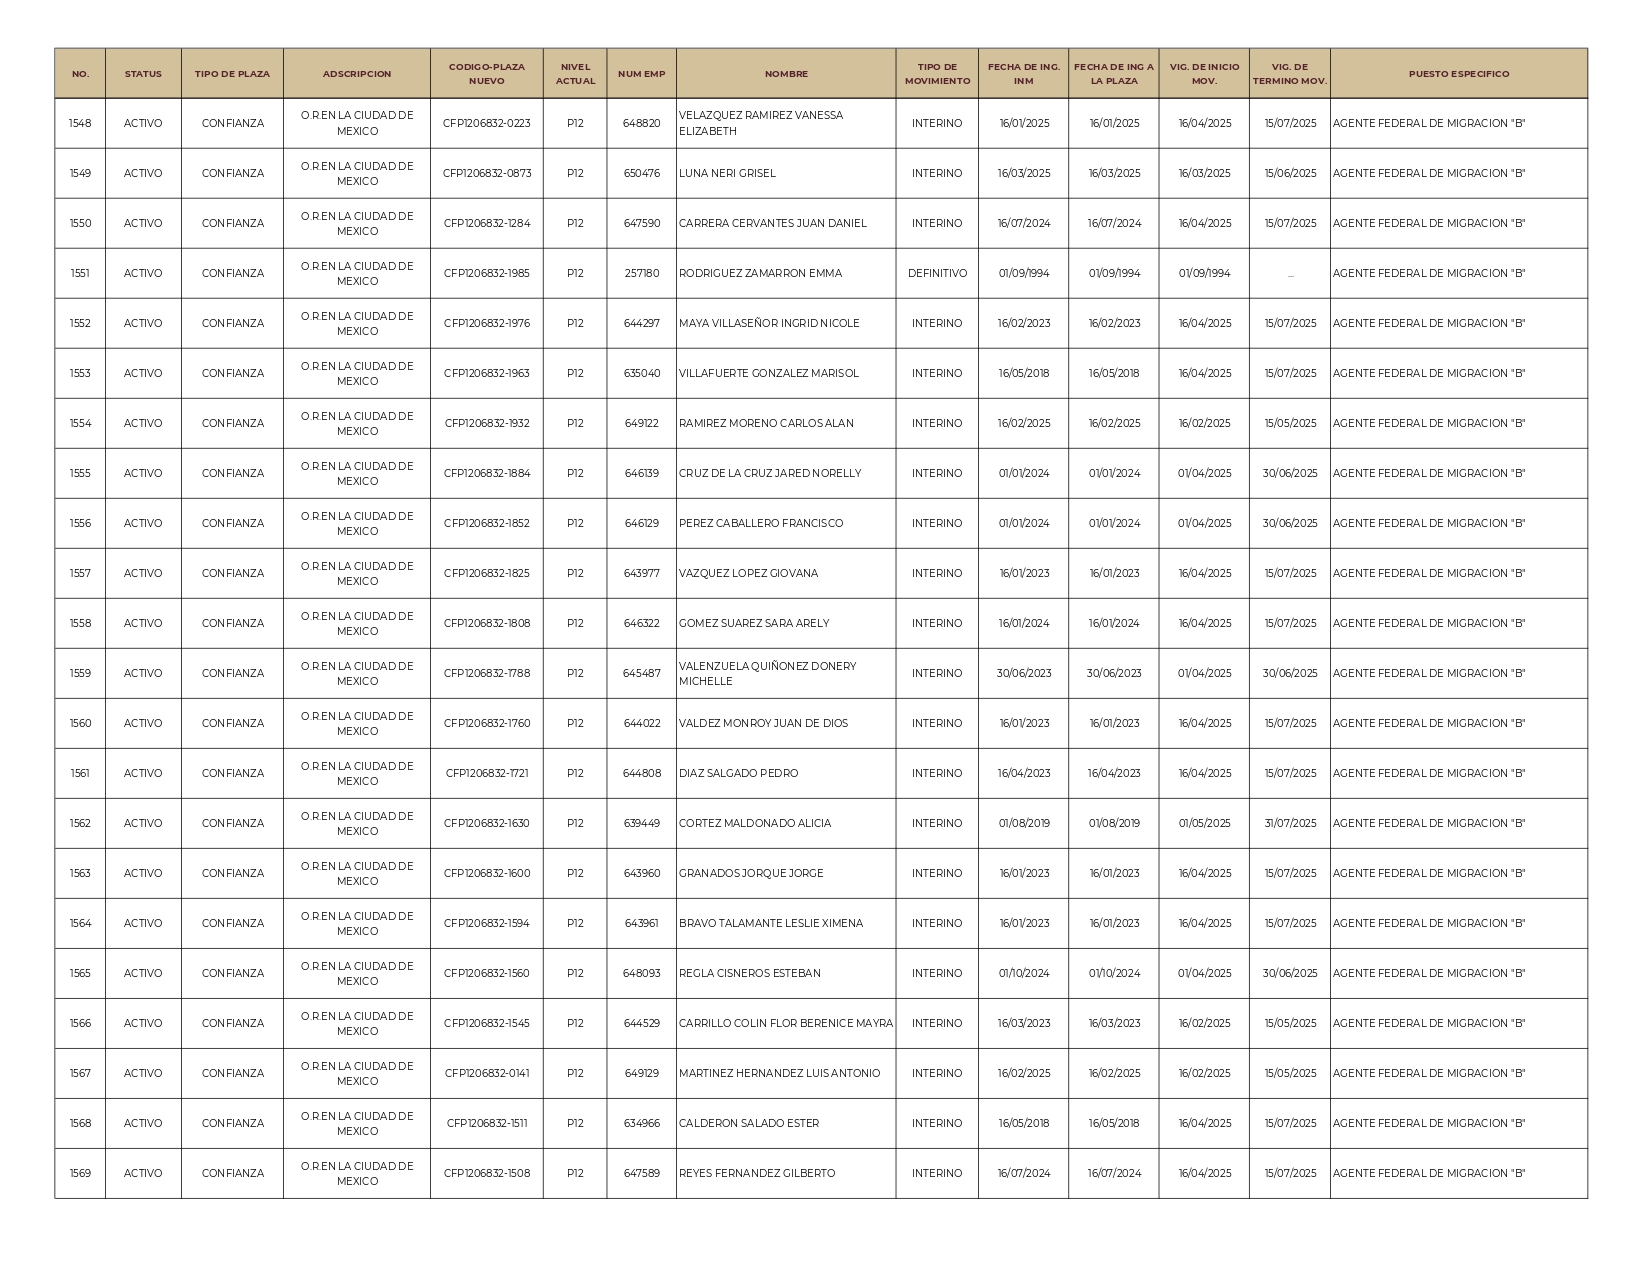 NO. STATUS TIPO DE PLAZA ADSCRIPCION CODIGO-PLAZA NUEVO NIVEL ACTUAL NUM EMP NOMBRE TIPO DE MOVIMIENTO FECHA DE ING. INM FECHA DE ING A LA PLAZA VIG. DE INICIO MOV. VIG. DE TERMINO MOV. PUESTO ESPECIFICO
1548 ACTIVO CONFIANZA O.R.EN LA CIUDAD DE MEXICO CFP1206832-0223 P12 648820 VELAZQUEZ RAMIREZ VANESSA ELIZABETH INTERINO 16/01/2025 16/01/2025 16/04/2025 15/07/2025 AGENTE FEDERAL DE MIGRACION "B"
1549 ACTIVO CONFIANZA O.R.EN LA CIUDAD DE MEXICO CFP1206832-0873 P12 650476 LUNA NERI GRISEL INTERINO 16/03/2025 16/03/2025 16/03/2025 15/06/2025 AGENTE FEDERAL DE MIGRACION "B"
1550 ACTIVO CONFIANZA O.R.EN LA CIUDAD DE MEXICO CFP1206832-1284 P12 647590 CARRERA CERVANTES JUAN DANIEL INTERINO 16/07/2024 16/07/2024 16/04/2025 15/07/2025 AGENTE FEDERAL DE MIGRACION "B"
1551 ACTIVO CONFIANZA O.R.EN LA CIUDAD DE MEXICO CFP1206832-1985 P12 257180 RODRIGUEZ ZAMARRON EMMA DEFINITIVO 01/09/1994 01/09/1994 01/09/1994 ... AGENTE FEDERAL DE MIGRACION "B"
1552 ACTIVO CONFIANZA O.R.EN LA CIUDAD DE MEXICO CFP1206832-1976 P12 644297 MAYA VILLASEÑOR INGRID NICOLE INTERINO 16/02/2023 16/02/2023 16/04/2025 15/07/2025 AGENTE FEDERAL DE MIGRACION "B"
1553 ACTIVO CONFIANZA O.R.EN LA CIUDAD DE MEXICO CFP1206832-1963 P12 635040 VILLAFUERTE GONZALEZ MARISOL INTERINO 16/05/2018 16/05/2018 16/04/2025 15/07/2025 AGENTE FEDERAL DE MIGRACION "B"
1554 ACTIVO CONFIANZA O.R.EN LA CIUDAD DE MEXICO CFP1206832-1932 P12 649122 RAMIREZ MORENO CARLOS ALAN INTERINO 16/02/2025 16/02/2025 16/02/2025 15/05/2025 AGENTE FEDERAL DE MIGRACION "B"
1555 ACTIVO CONFIANZA O.R.EN LA CIUDAD DE MEXICO CFP1206832-1884 P12 646139 CRUZ DE LA CRUZ JARED NORELLY INTERINO 01/01/2024 01/01/2024 01/04/2025 30/06/2025 AGENTE FEDERAL DE MIGRACION "B"
1556 ACTIVO CONFIANZA O.R.EN LA CIUDAD DE MEXICO CFP1206832-1852 P12 646129 PEREZ CABALLERO FRANCISCO INTERINO 01/01/2024 01/01/2024 01/04/2025 30/06/2025 AGENTE FEDERAL DE MIGRACION "B"
1557 ACTIVO CONFIANZA O.R.EN LA CIUDAD DE MEXICO CFP1206832-1825 P12 643977 VAZQUEZ LOPEZ GIOVANA INTERINO 16/01/2023 16/01/2023 16/04/2025 15/07/2025 AGENTE FEDERAL DE MIGRACION "B"
1558 ACTIVO CONFIANZA O.R.EN LA CIUDAD DE MEXICO CFP1206832-1808 P12 646322 GOMEZ SUAREZ SARA ARELY INTERINO 16/01/2024 16/01/2024 16/04/2025 15/07/2025 AGENTE FEDERAL DE MIGRACION "B"
1559 ACTIVO CONFIANZA O.R.EN LA CIUDAD DE MEXICO CFP1206832-1788 P12 645487 VALENZUELA QUIÑONEZ DONERY MICHELLE INTERINO 30/06/2023 30/06/2023 01/04/2025 30/06/2025 AGENTE FEDERAL DE MIGRACION "B"
1560 ACTIVO CONFIANZA O.R.EN LA CIUDAD DE MEXICO CFP1206832-1760 P12 644022 VALDEZ MONROY JUAN DE DIOS INTERINO 16/01/2023 16/01/2023 16/04/2025 15/07/2025 AGENTE FEDERAL DE MIGRACION "B"
1561 ACTIVO CONFIANZA O.R.EN LA CIUDAD DE MEXICO CFP1206832-1721 P12 644808 DIAZ SALGADO PEDRO INTERINO 16/04/2023 16/04/2023 16/04/2025 15/07/2025 AGENTE FEDERAL DE MIGRACION "B"
1562 ACTIVO CONFIANZA O.R.EN LA CIUDAD DE MEXICO CFP1206832-1630 P12 639449 CORTEZ MALDONADO ALICIA INTERINO 01/08/2019 01/08/2019 01/05/2025 31/07/2025 AGENTE FEDERAL DE MIGRACION "B"
1563 ACTIVO CONFIANZA O.R.EN LA CIUDAD DE MEXICO CFP1206832-1600 P12 643960 GRANADOS JORQUE JORGE INTERINO 16/01/2023 16/01/2023 16/04/2025 15/07/2025 AGENTE FEDERAL DE MIGRACION "B"
1564 ACTIVO CONFIANZA O.R.EN LA CIUDAD DE MEXICO CFP1206832-1594 P12 643961 BRAVO TALAMANTE LESLIE XIMENA INTERINO 16/01/2023 16/01/2023 16/04/2025 15/07/2025 AGENTE FEDERAL DE MIGRACION "B"
1565 ACTIVO CONFIANZA O.R.EN LA CIUDAD DE MEXICO CFP1206832-1560 P12 648093 REGLA CISNEROS ESTEBAN INTERINO 01/10/2024 01/10/2024 01/04/2025 30/06/2025 AGENTE FEDERAL DE MIGRACION "B"
1566 ACTIVO CONFIANZA O.R.EN LA CIUDAD DE MEXICO CFP1206832-1545 P12 644529 CARRILLO COLIN FLOR BERENICE MAYRA INTERINO 16/03/2023 16/03/2023 16/02/2025 15/05/2025 AGENTE FEDERAL DE MIGRACION "B"
1567 ACTIVO CONFIANZA O.R.EN LA CIUDAD DE MEXICO CFP1206832-0141 P12 649129 MARTINEZ HERNANDEZ LUIS ANTONIO INTERINO 16/02/2025 16/02/2025 16/02/2025 15/05/2025 AGENTE FEDERAL DE MIGRACION "B"
1568 ACTIVO CONFIANZA O.R.EN LA CIUDAD DE MEXICO CFP1206832-1511 P12 634966 CALDERON SALADO ESTER INTERINO 16/05/2018 16/05/2018 16/04/2025 15/07/2025 AGENTE FEDERAL DE MIGRACION "B"
1569 ACTIVO CONFIANZA O.R.EN LA CIUDAD DE MEXICO CFP1206832-1508 P12 647589 REYES FERNANDEZ GILBERTO INTERINO 16/07/2024 16/07/2024 16/04/2025 15/07/2025 AGENTE FEDERAL DE MIGRACION "B"